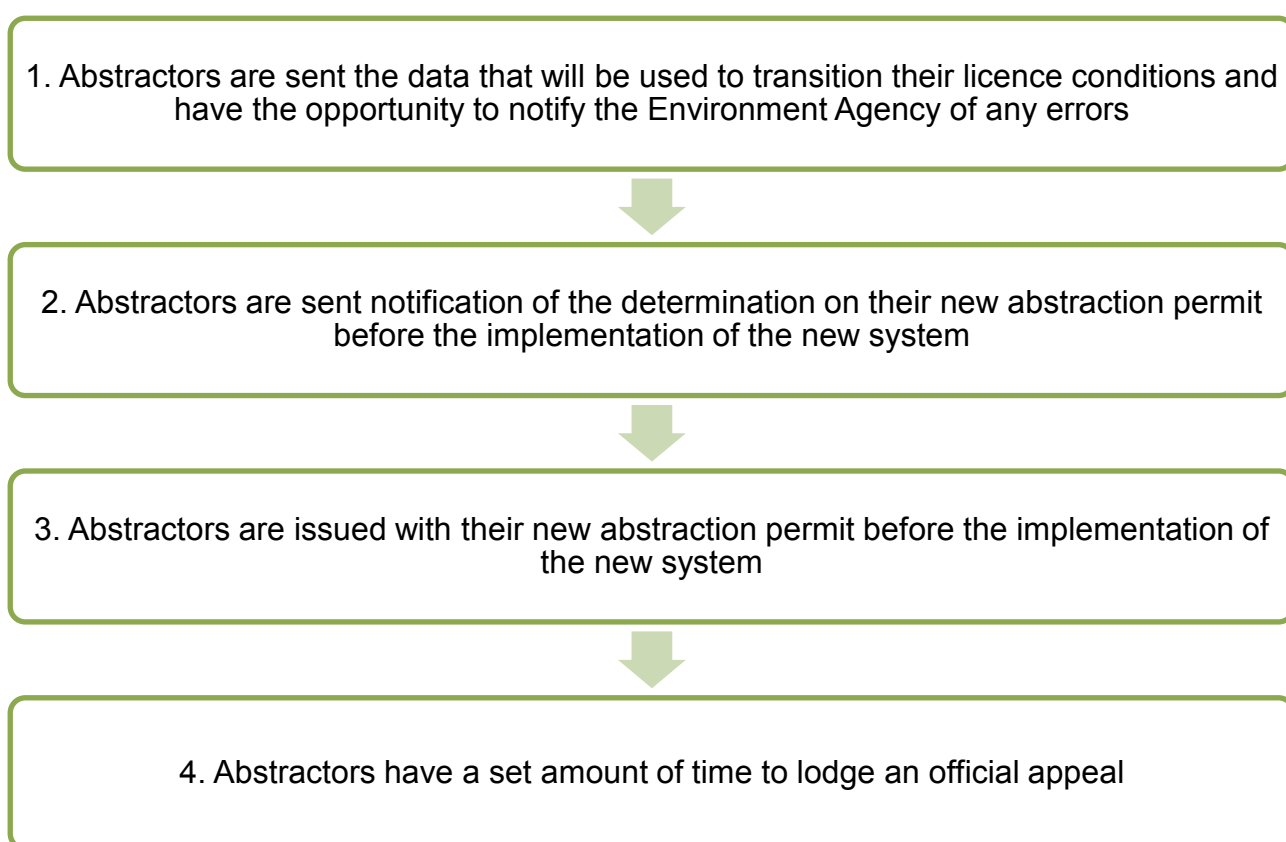 1. Abstractors are sent the data that will be used to transition their licence conditions and
have the opportunity to notify the Environment Agency of any errors
2. Abstractors are sent notification of the determination on their new abstraction permit
before the implementation of the new system
3. Abstractors are issued with their new abstraction permit before the implementation of
the new system
4. Abstractors have a set amount of time to lodge an official appeal